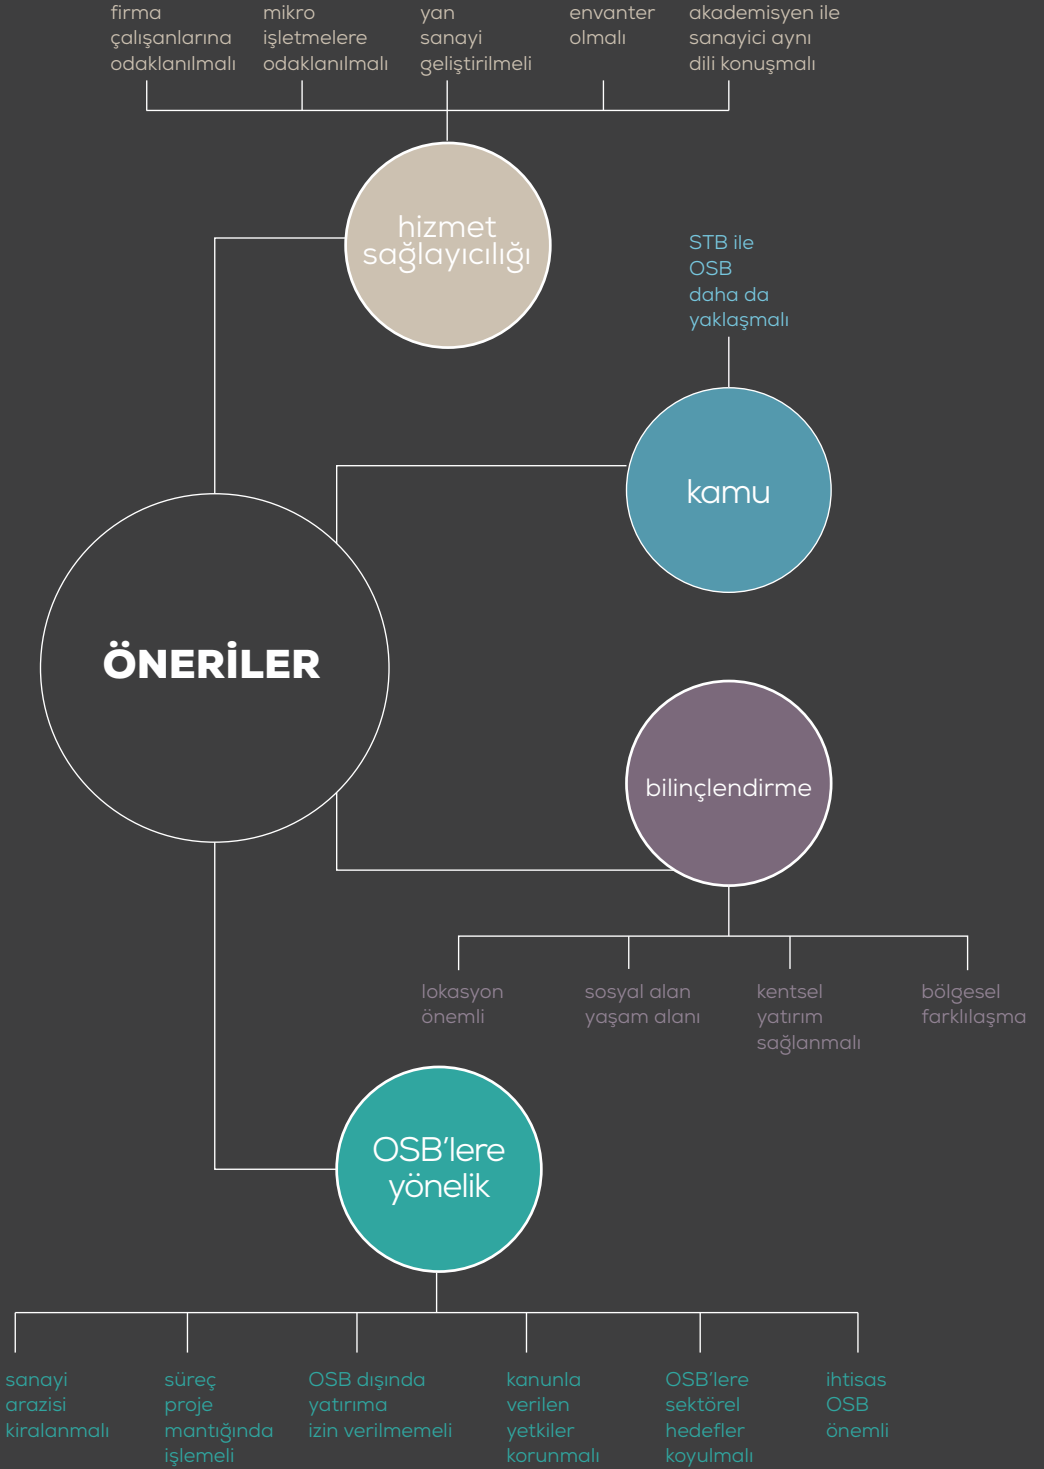 firma
çalışanlarına
odaklanılmalı
mikro
işletmelere
odaklanılmalı
yan
sanayi
geliştirilmeli
envanter
olmalı
akademisyen ile
sanayici aynı
dili konuşmalı
hizmet
sağlayıcılığı
STB ile
OSB
daha da
yaklaşmalı
kamu
ÖNERİLER
bilinçlendirme
lokasyon
önemli
sosyal alan
yaşam alanı
kentsel
yatırım
sağlanmalı
bölgesel
farklılaşma
OSB'lere
yönelik
sanayi
arazisi
kiralanmalı
süreç
proje
mantığında
işlemeli
OSB dışında
yatırıma
izin verilmemeli
kanunla
verilen
yetkiler
korunmalı
OSB'lere
sektörel
hedefler
koyulmalı
ihtisas
OSB
önemli